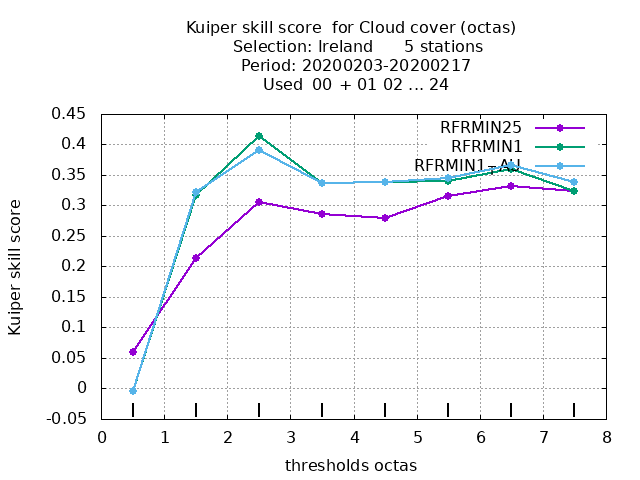 Kuiper skill score  for Cloud cover (octas)
Selection: Ireland      5 stations
Period: 20200203-20200217
Used  00 + 01 02 ... 24
0.45
0.4
0.35
0.3
0.25
0.2
0.15
0.1
0.05
0
-0.05
Kuiper skill score
RFRMIN25
RFRMIN1
RFRMIN1+AU
0 1 2 3 4 5 6 7 8
thresholds octas